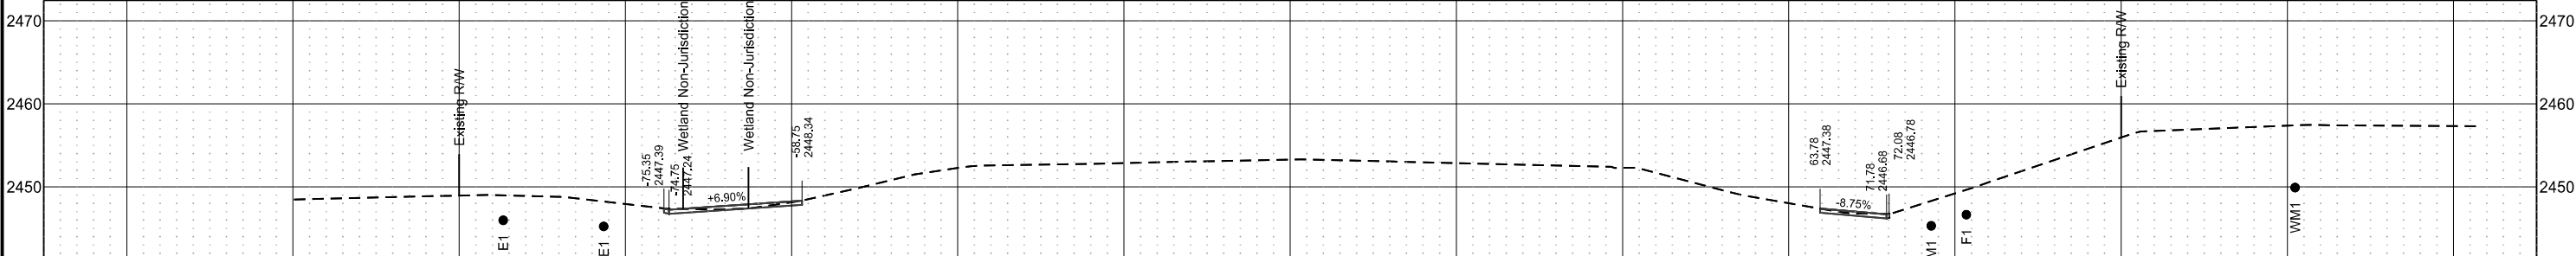 2470
2470
2460
2460
2450
2450
Existing R/W
Wetland Non-Jurisdiction
Wetland Non-Jurisdiction
Existing R/W
-75.35
2447.39
-74.75
2447.24
+6.90%
-58.75
2448.34
63.78
2447.38
-8.75%
71.78
2446.68
72.08
2446.78
E1
E1
F1
WM1